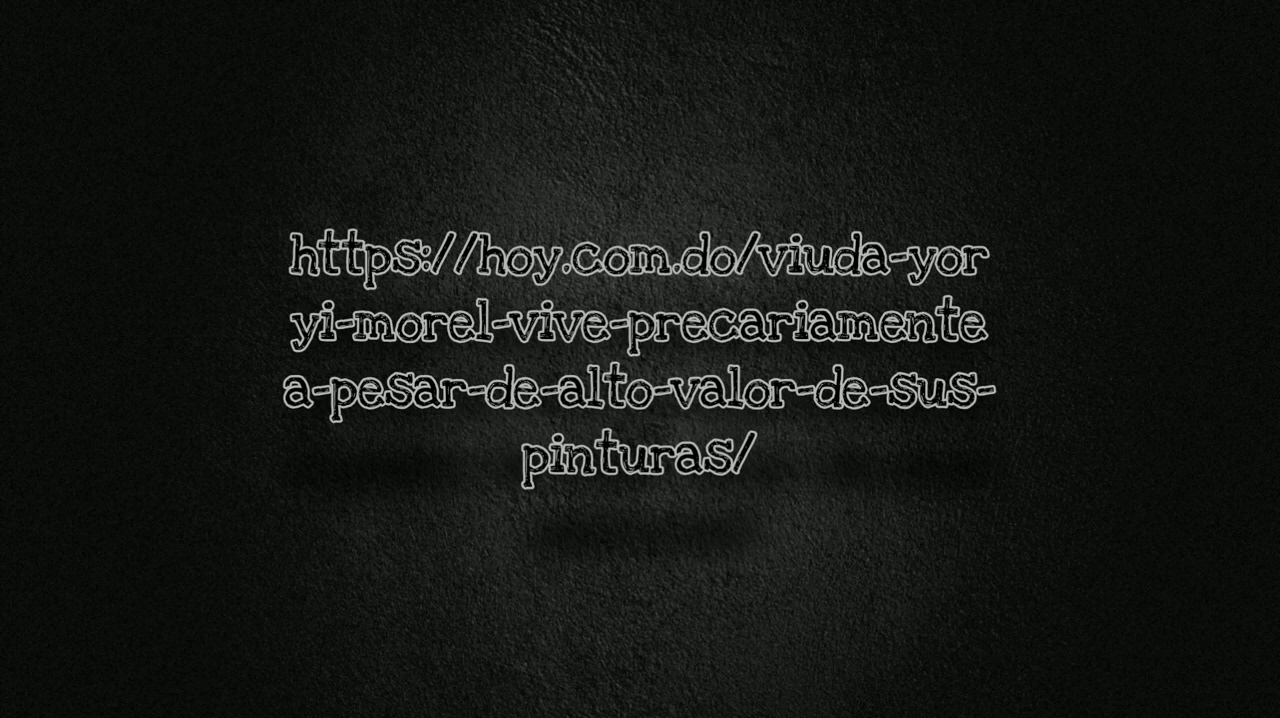 https://hoy.com.do/viuda-yor
yi-morel-vive-precariamente
a-pesar-de-alto-valor-de-sus-
pinturas/